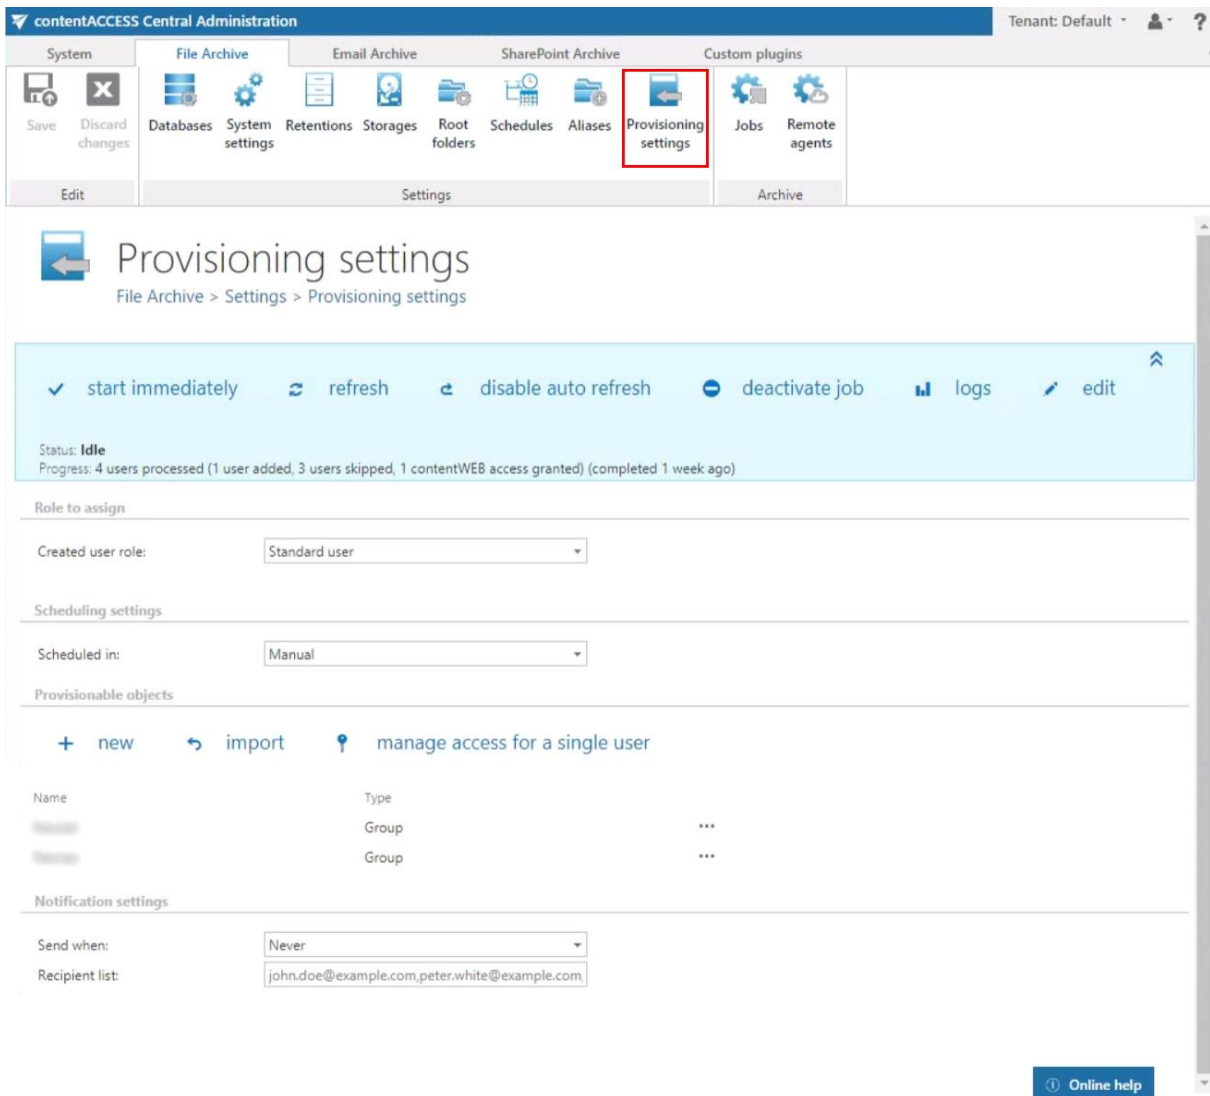 contentACCESS Central Administration
Tenant: Default
?
System
File Archive
Email Archive
SharePoint Archive
Custom plugins
Save
Discard changes
Databases
System settings
Retentions
Storages
Root folders
Schedules
Aliases
Provisioning settings
Jobs
Remote agents
Edit
Settings
Archive
Provisioning settings
File Archive > Settings > Provisioning settings
start immediately
refresh
disable auto refresh
deactivate job
logs
edit
Status: Idle
Progress: 4 users processed (1 user added, 3 users skipped, 1 contentWEB access granted) (completed 1 week ago)
Role to assign
Created user role:
Standard user
Scheduling settings
Scheduled in:
Manual
Provisionable objects
new
import
manage access for a single user
Name
Type
Group
...
Group
...
Notification settings
Send when:
Never
Recipient list:
john.doe@example.com,peter.white@example.com,
Online help